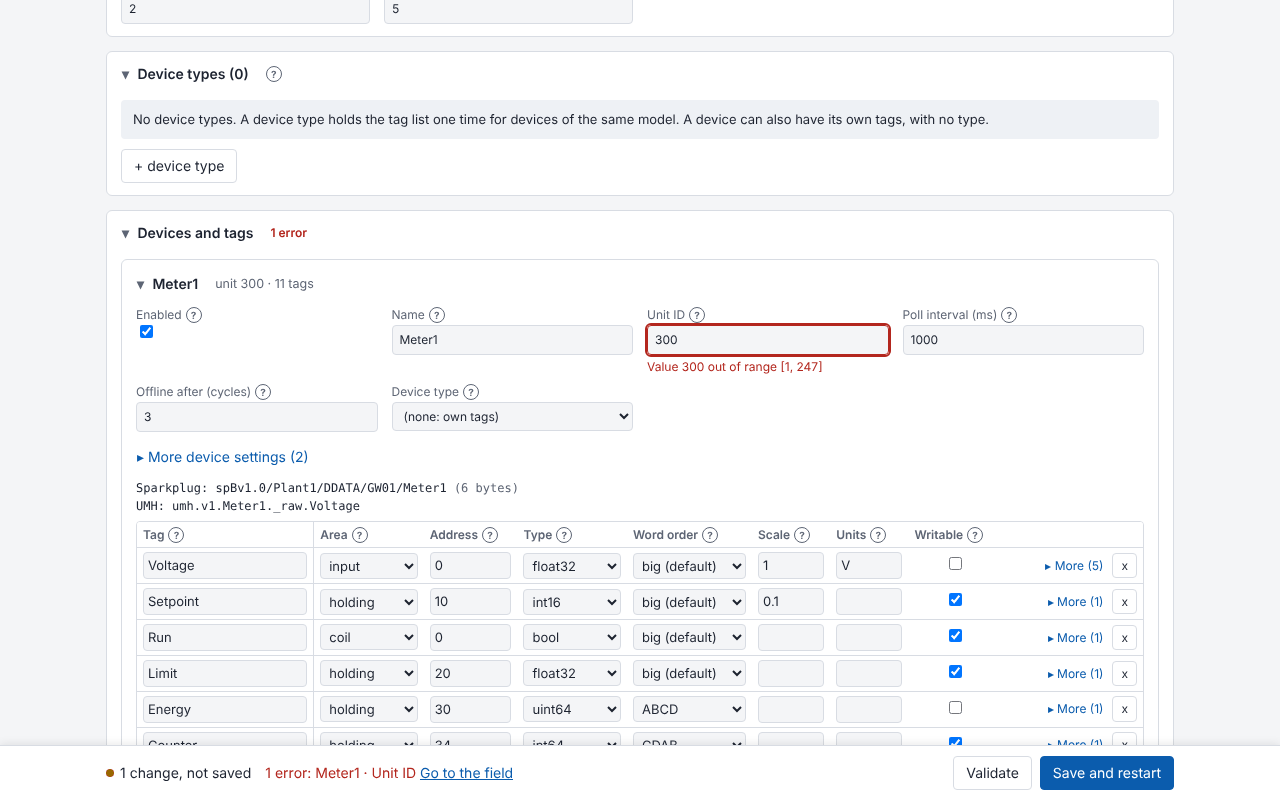 2 5
▼ Device types (0) ?
No device types. A device type holds the tag list one time for devices of the same model. A device can also have its own tags, with no type.
+ device type
▼ Devices and tags 1 error
▼ Meter1 unit 300 · 11 tags
Enabled ? Name ? Unit ID ? Poll interval (ms) ?
Meter1 300 1000
Value 300 out of range [1, 247]
Offline after (cycles) ? Device type ?
3 (none: own tags)
▸ More device settings (2)
Sparkplug: spBv1.0/Plant1/DDATA/GW01/Meter1 (6 bytes)
UMH: umh.v1.Meter1._raw.Voltage
Tag ? Area ? Address ? Type ? Word order ? Scale ? Units ? Writable ?
Voltage input 0 float32 big (default) 1 V ▸ More (5) x
Setpoint holding 10 int16 big (default) 0.1 ▸ More (1) x
Run coil 0 bool big (default) ▸ More (1) x
Limit holding 20 float32 big (default) ▸ More (1) x
Energy holding 30 uint64 ABCD ▸ More (1) x
Counter holding 34 int64 CDAB ▸ More (1) x
1 change, not saved 1 error: Meter1 · Unit ID Go to the field Validate Save and restart